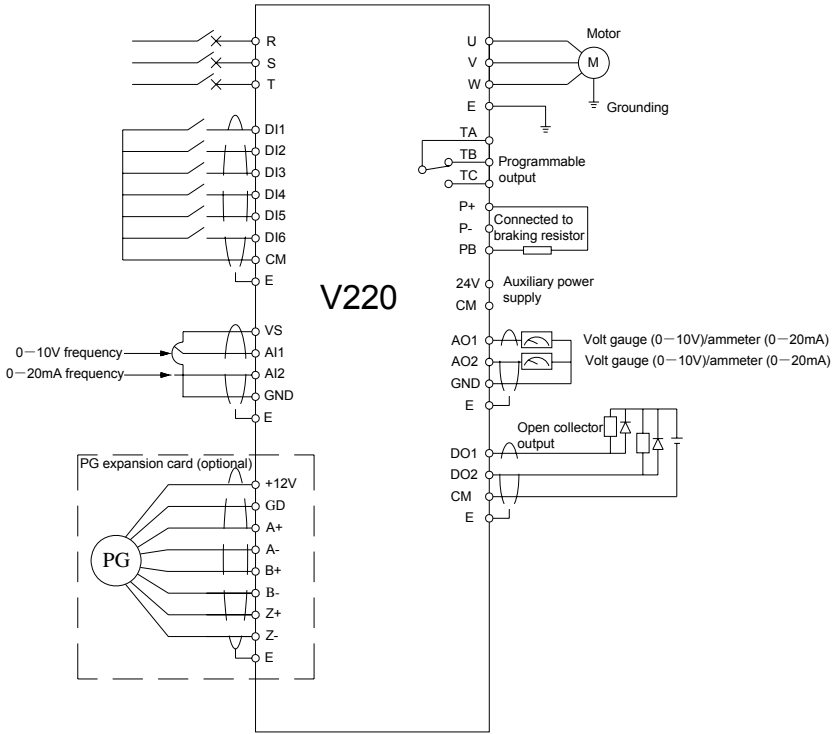 R
S
T
DI1
DI2
DI3
DI4
DI5
DI6
CM
E
VS
0－10V frequency
AI1
0－20mA frequency
AI2
GND
E
PG expansion card (optional)
+12V
GD
A+
A-
B+
B-
Z+
Z-
E
PG
V220
U
V
W
E
Motor
M
Grounding
TA
TB
TC
Programmable
output
P+
P-
PB
Connected to
braking resistor
24V
CM
Auxiliary power
supply
AO1
Volt gauge (0－10V)/ammeter (0－20mA)
AO2
Volt gauge (0－10V)/ammeter (0－20mA)
GND
E
Open collector
output
DO1
DO2
CM
E